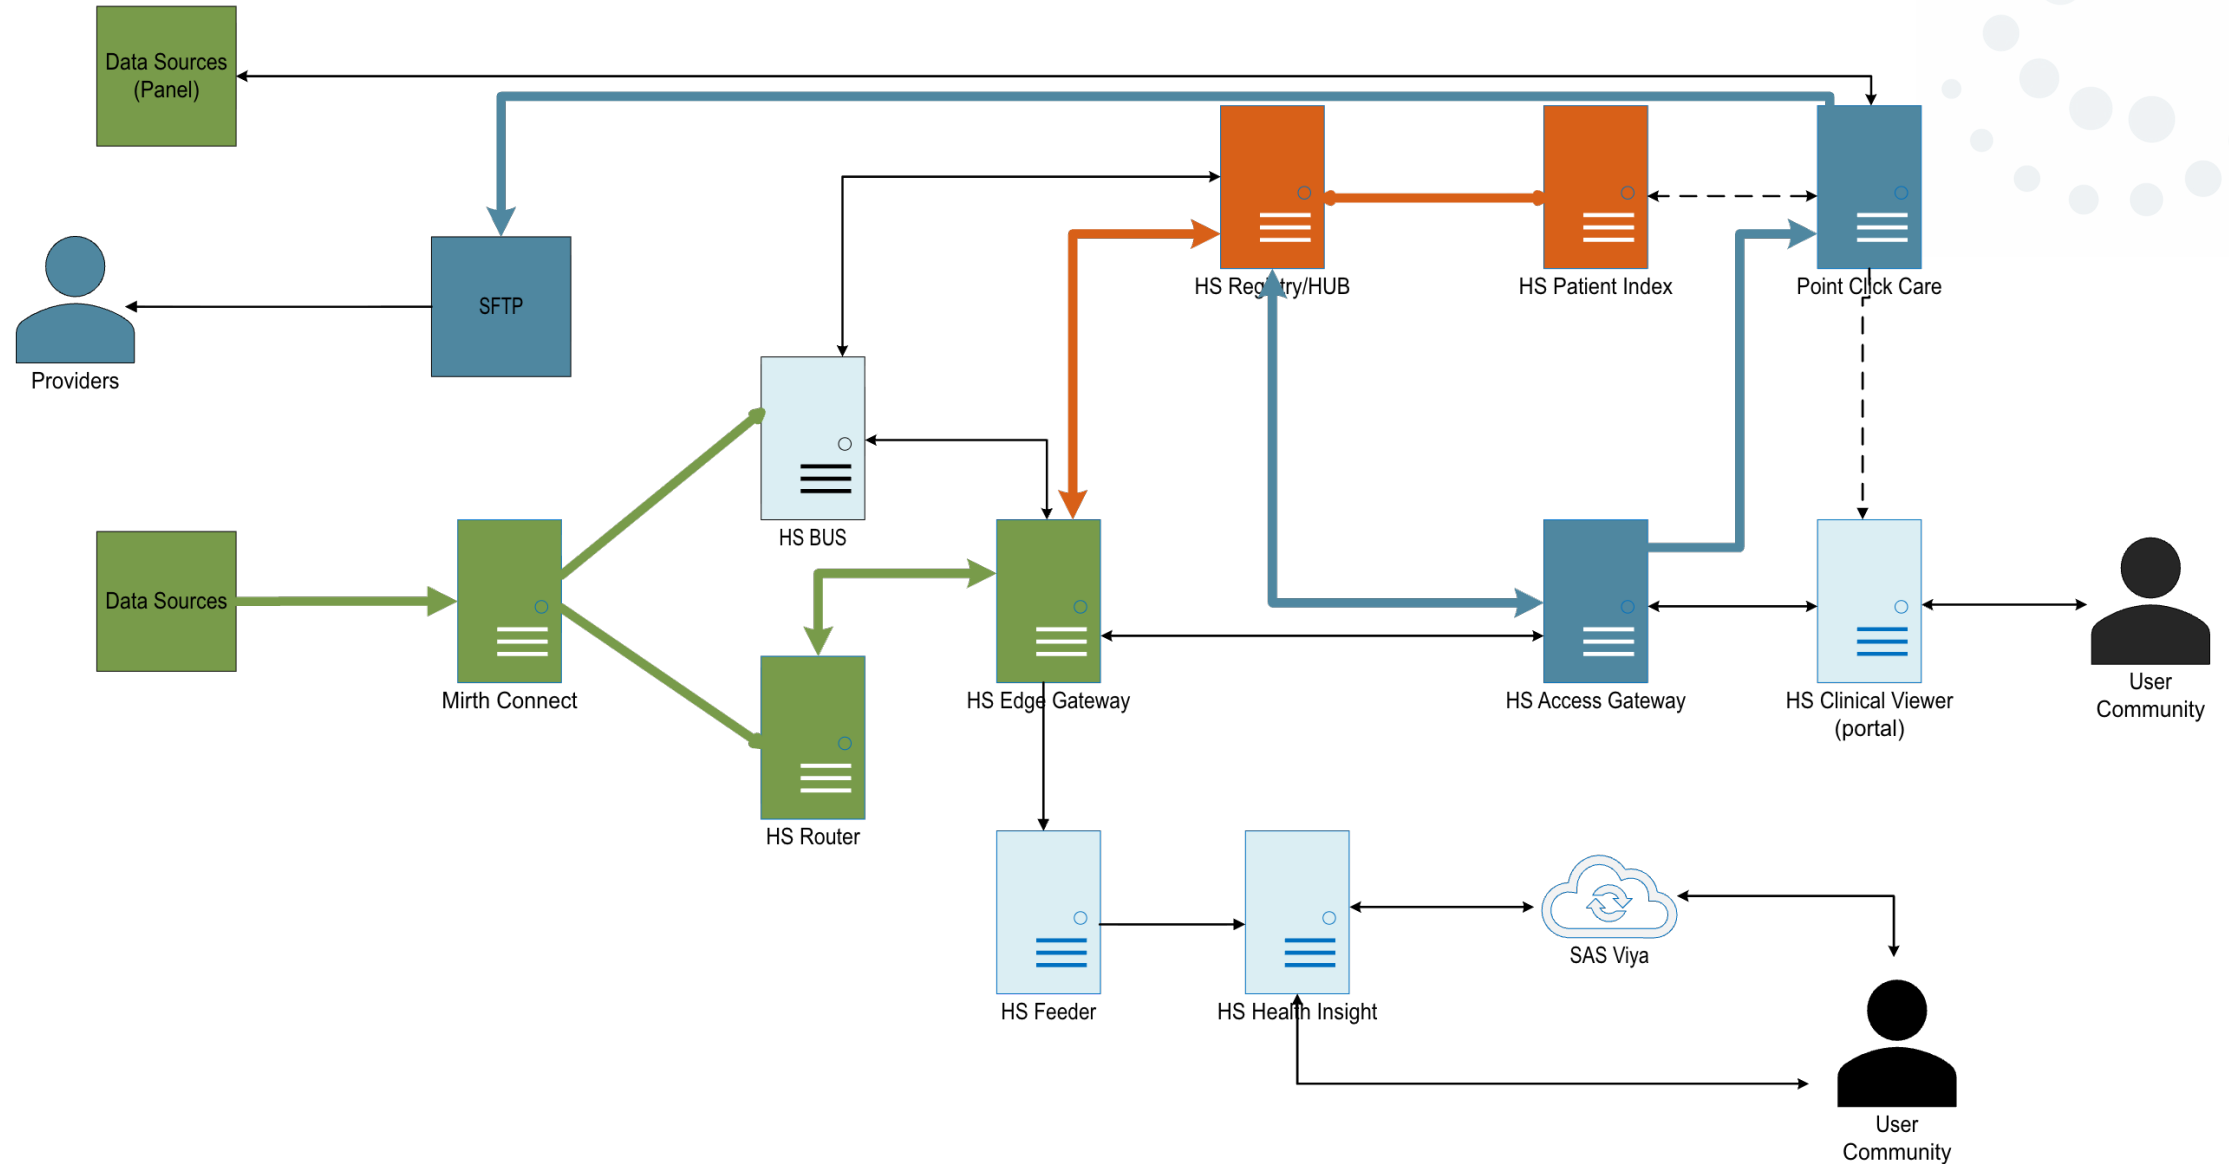 Data Sources
(Panel)
HS Registry/HUB
HS Patient Index
Point Click Care
SFTP
Providers
HS BUS
Data Sources
Mirth Connect
HS Edge Gateway
HS Access Gateway
HS Clinical Viewer
(portal)
User
Community
HS Router
SAS Viya
HS Feeder
HS Health Insight
User
Community